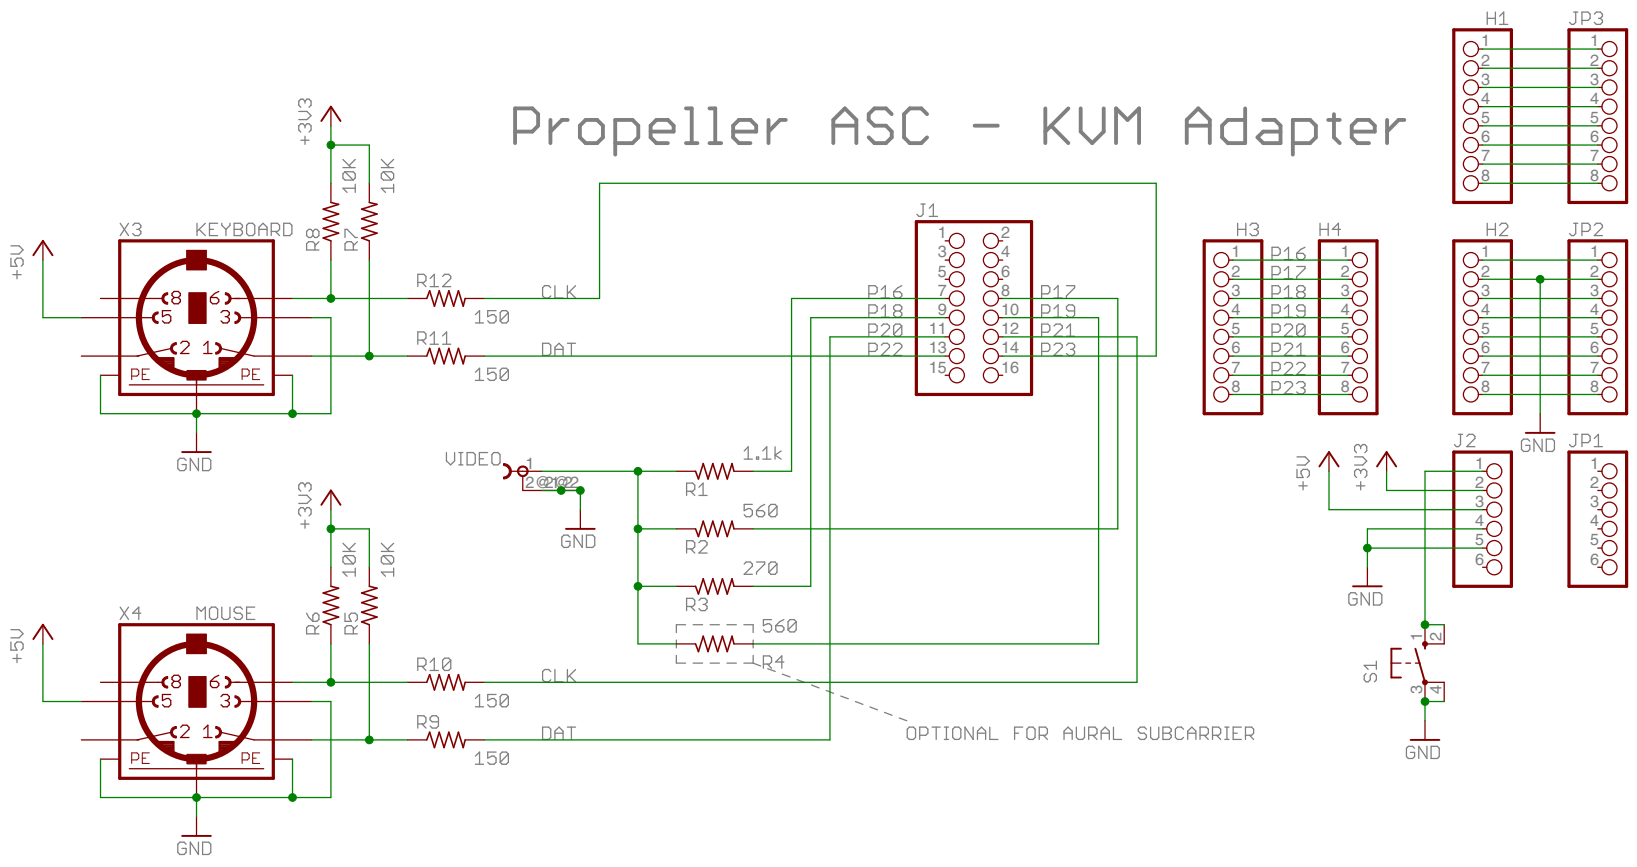 Propeller ASC - KVM Adapter
+3V3
10K
10K
R8
R7
X3 KEYBOARD
+5V
8 6
5 3
2 1
PE PE
GND
R12
150
CLK
R11
150
DAT
J1
1 2
3 4
5 6
P16 7 8 P17
P18 9 10 P19
P20 11 12 P21
P22 13 14 P23
15 16
VIDEO
1
GND
1.1k
R1
560
R2
270
R3
560
R4
OPTIONAL FOR AURAL SUBCARRIER
+3V3
10K
10K
R6
R5
X4 MOUSE
+5V
8 6
5 3
2 1
PE PE
GND
R10
150
CLK
R9
150
DAT
H1 JP3
1 1
2 2
3 3
4 4
5 5
6 6
7 7
8 8
H3 H4
1 P16 1
2 P17 2
3 P18 3
4 P19 4
5 P20 5
6 P21 6
7 P22 7
8 P23 8
H2 JP2
1 1
2 2
3 3
4 4
5 5
6 6
7 7
8 8
GND
J2 JP1
+5V
+3V3
1 1
2 2
3 3
4 4
5 5
6 6
GND
S1
1 2
3 4
GND